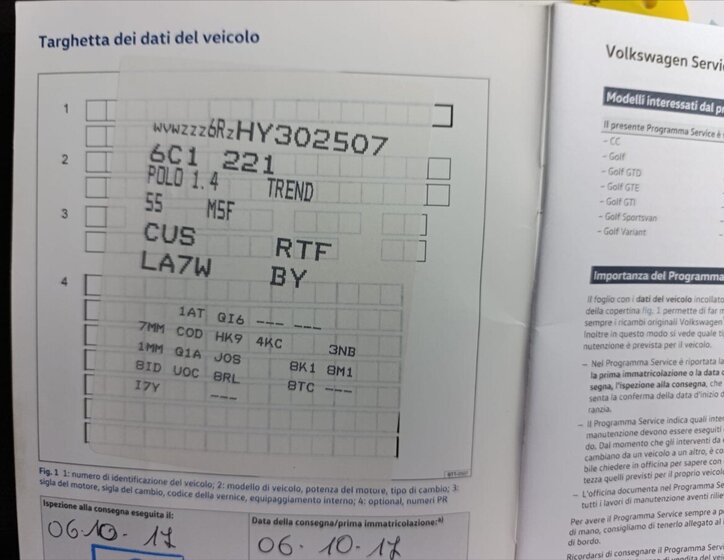 Targhetta dei dati del veicolo
1
WVWZZZ6RZHY302507
2
6C1 221
POLO 1.4 TREND
3
55 M5F
CUS RTF
4
LA7W BY
1AT QI6 --- ---
7MM COD HK9 4KC 3NB
1MM G1A JOS 8K1 8M1
8ID UOC 8RL 8TC ---
I7Y ---
Fig. 1 1: numero di identificazione del veicolo; 2: modello di veicolo, potenza del motore, tipo di cambio; 3:
sigla del motore, sigla del cambio, codice della vernice, equipaggiamento interno; 4: optional, numeri PR
Ispezione alla consegna eseguita il:
06.10.17
Data della consegna/prima immatricolazione:a)
06.10.17
Volkswagen Servi
Modelli interessati dal p
Il presente Programma Service è
– CC
– Golf
– Golf GTD
– Golf GTE
– Golf GTI
– Golf Sportsvan
– Golf Variant
Importanza del Programma
Il foglio con i dati del veicolo incollato
della copertina fig. 1 permette di far m
sempre i ricambi originali Volkswagen
Inoltre in questo modo si vede quale ti
nutenzione è prevista per il veicolo.
– Nel Programma Service è riportata la
la prima immatricolazione o la data d
segna, l'ispezione alla consegna, che
senta la conferma della data d'inizio d
ranzia.
– Il Programma Service indica quali inter
manutenzione devono essere eseguiti
do. Dal momento che gli interventi da
cambiano da un veicolo a un altro, è co
bile chiedere in officina per sapere con
tezza quelli previsti per il proprio veicolo
– L'officina documenta nel Programma Se
tutti i lavori di manutenzione avanti rilie
Per avere il Programma Service sempre a p
di mano, consigliamo di tenerlo allegato al
di bordo.
Ricordarsi di consegnare il Programma Servi